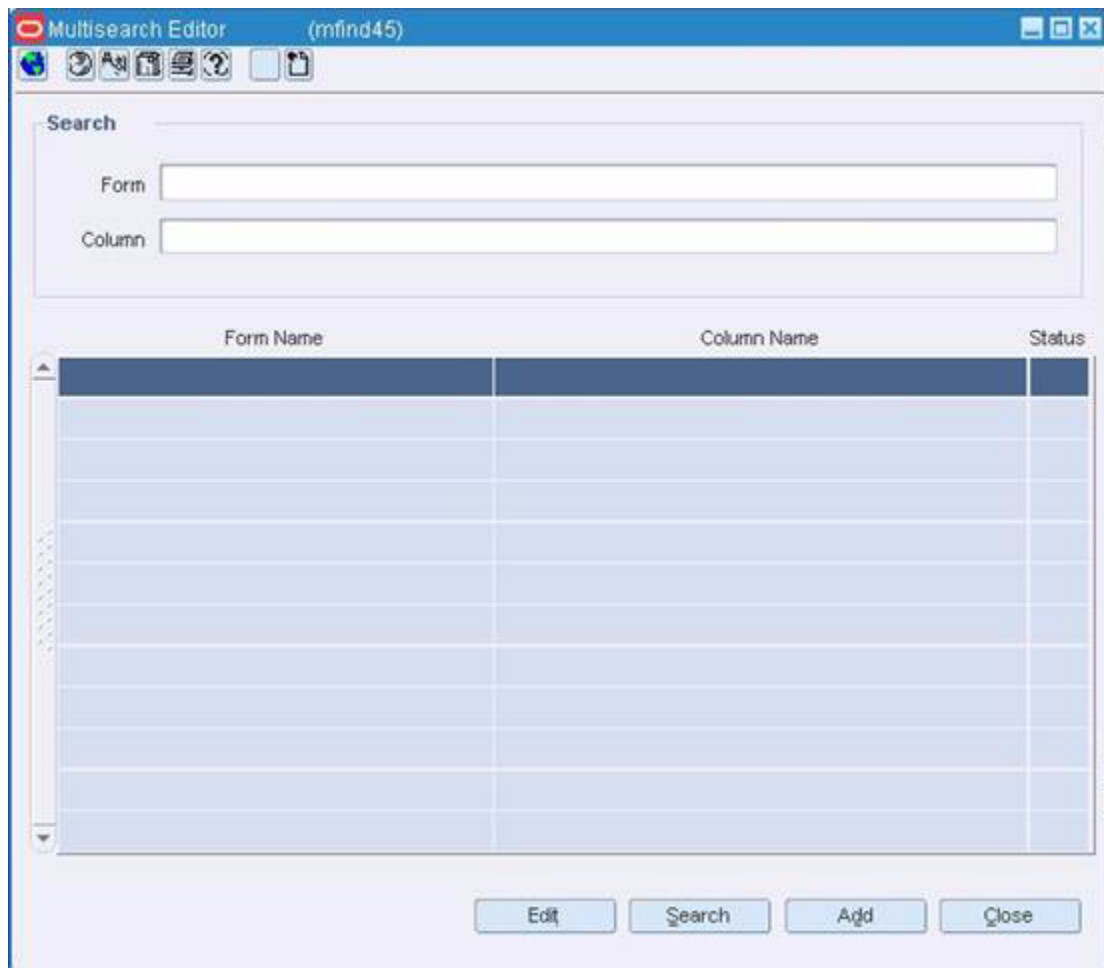 Multisearch Editor (mfind45)
Search
Form
Column
Form Name Column Name Status
Edit Search Add Close